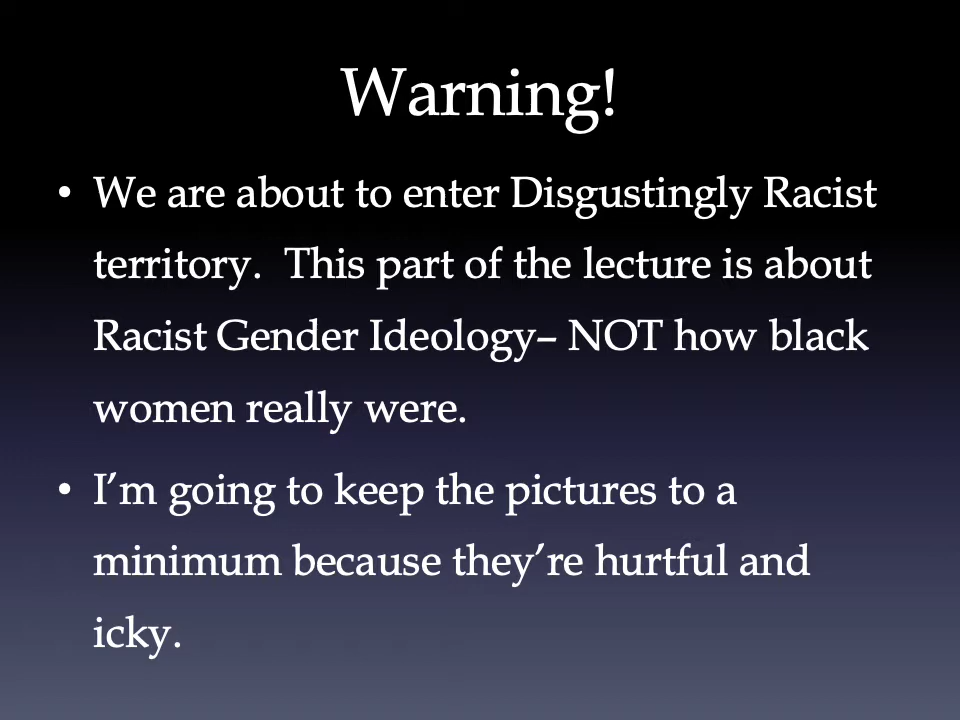 Warning!
• We are about to enter Disgustingly Racist
territory.  This part of the lecture is about
Racist Gender Ideology– NOT how black
women really were.
• I’m going to keep the pictures to a
minimum because they’re hurtful and
icky.